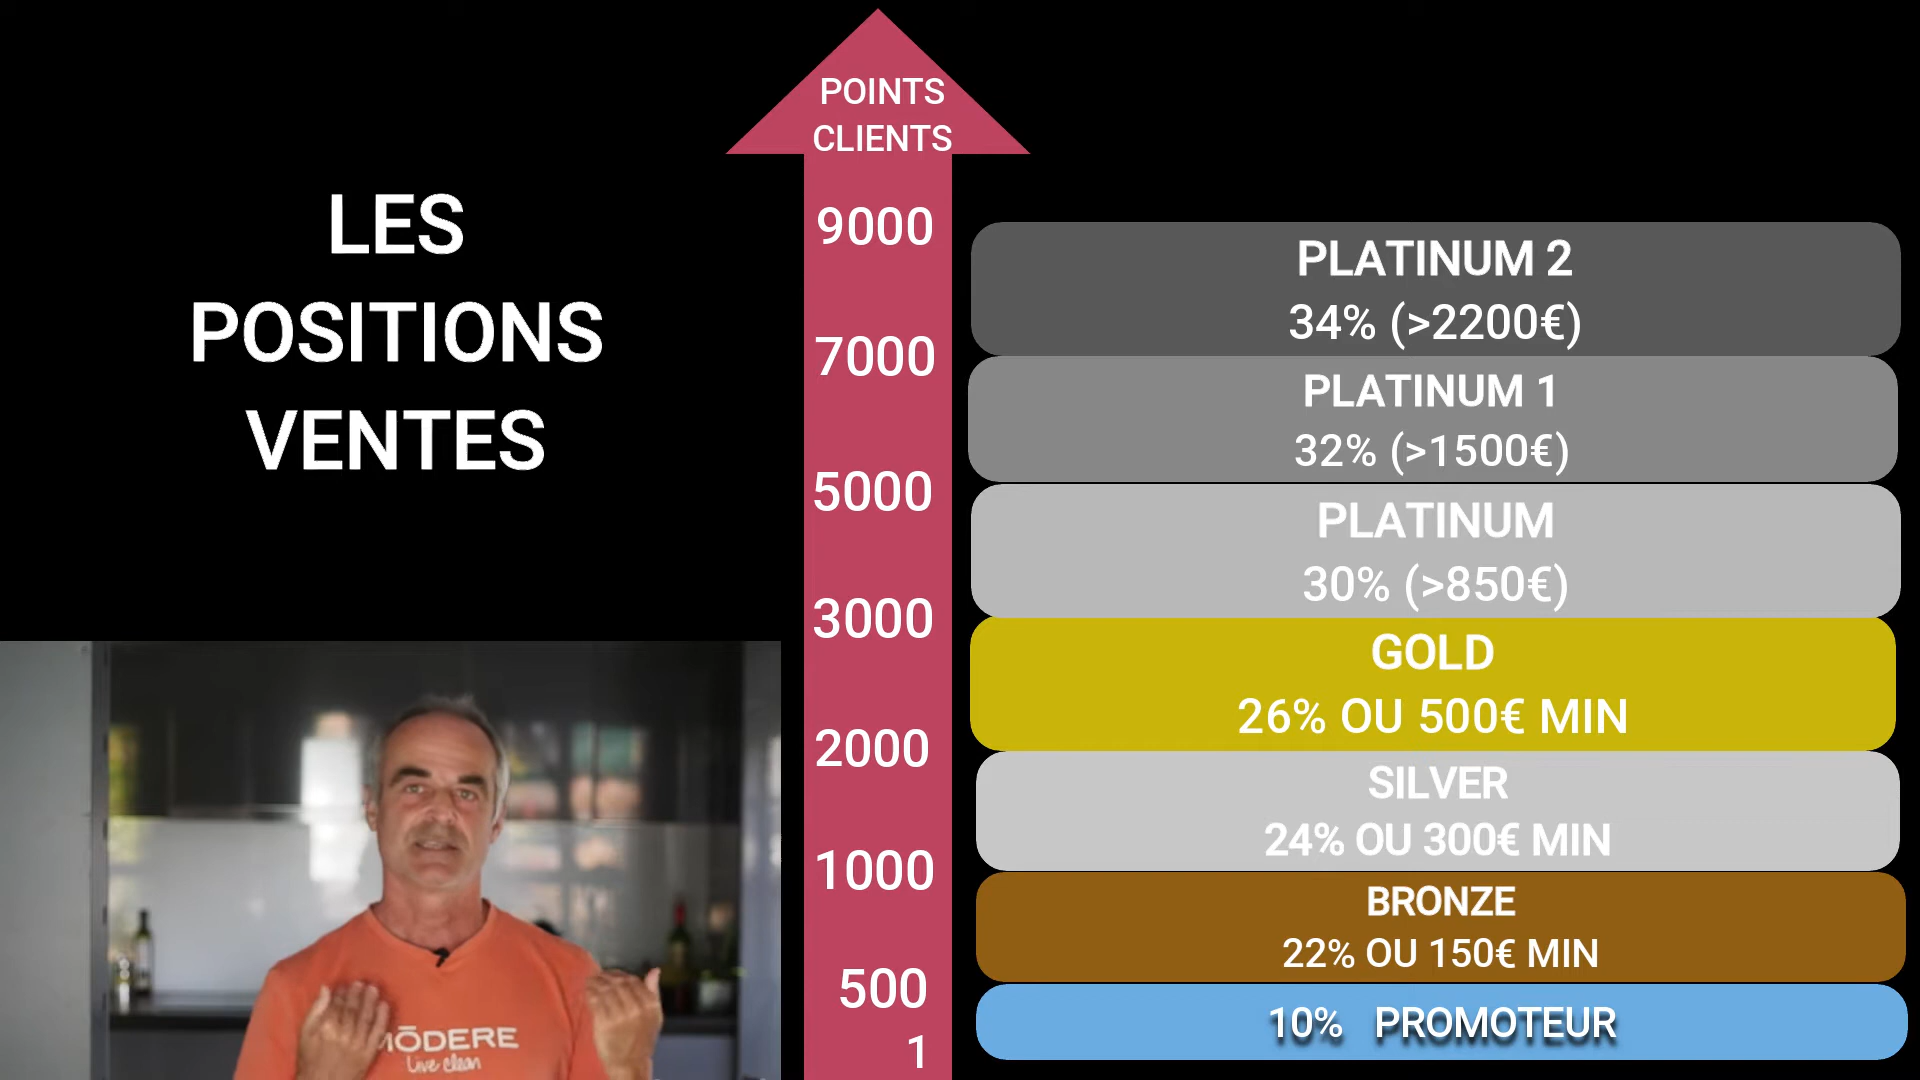 LES
POSITIONS
VENTES
POINTS
CLIENTS
9000
7000
5000
3000
2000
1000
500
1
PLATINUM 2
34% (>2200€)
PLATINUM 1
32% (>1500€)
PLATINUM
30% (>850€)
GOLD
26% OU 500€ MIN
SILVER
24% OU 300€ MIN
BRONZE
22% OU 150€ MIN
10% PROMOTEUR
MŌDERE
Live clean